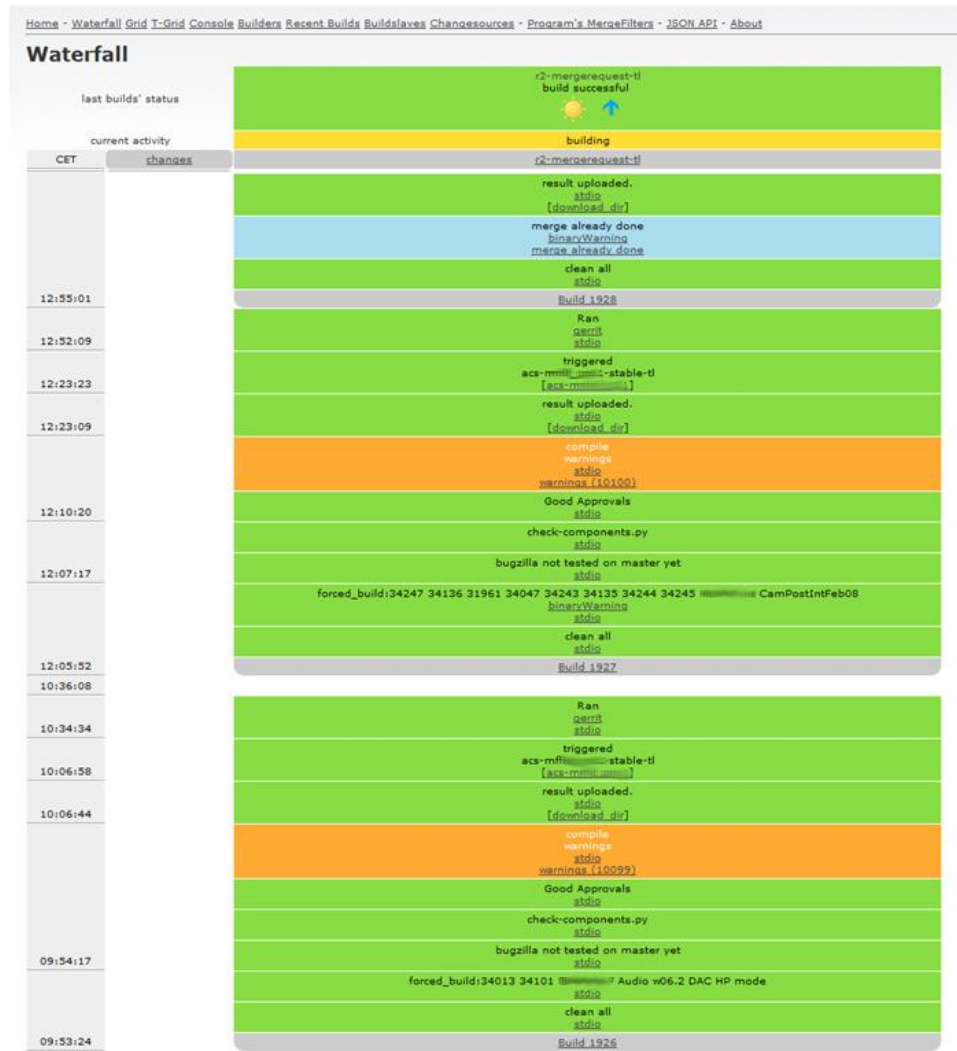 Home - Waterfall Grid T-Grid Console Builders Recent Builds Buildslaves Changesources - Program's MergeFilters - JSON API - About
Waterfall
last builds' status
r2-mergerequest-tl
build successful
current activity
building
CET changes r2-mergerequest-tl
result uploaded.
stdio
[download_dir]
merge already done
binaryWarning
merge already done
clean all
stdio
12:55:01 Build 1928
Ran
gerrit
12:52:09 stdio
triggered
-stable-tl
12:23:23
result uploaded.
stdio
12:23:09 [download_dir]
compile
warnings
stdio
warnings (10100)
Good Approvals
12:10:20 stdio
check-components.py
stdio
bugzilla not tested on master yet
12:07:17 stdio
forced_build:34247 34136 31961 34047 34243 34135 34244 34245 CamPostIntFeb08
binaryWarning
stdio
clean all
stdio
12:05:52 Build 1927
10:36:08
Ran
gerrit
10:34:34 stdio
triggered
-stable-tl
10:06:58
result uploaded.
stdio
10:06:44 [download_dir]
compile
warnings
stdio
warnings (10099)
Good Approvals
stdio
check-components.py
stdio
bugzilla not tested on master yet
09:54:17 stdio
forced_build:34013 34101 Audio w06.2 DAC HP mode
stdio
clean all
stdio
09:53:24 Build 1926